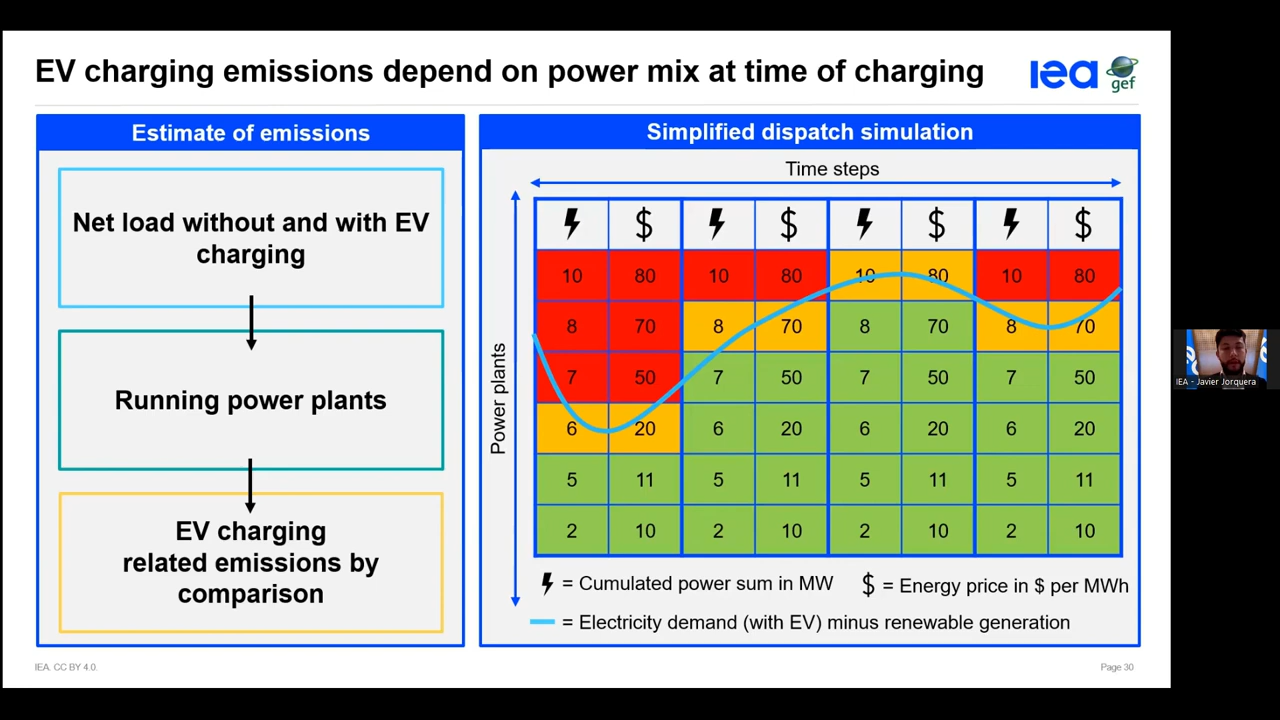 EV charging emissions depend on power mix at time of charging
iea
gef
Estimate of emissions
Net load without and with EV
charging
Running power plants
EV charging
related emissions by
comparison
Simplified dispatch simulation
Time steps
Power plants
$ $ $ $
10 80 10 80 10 80 10 80
8 70 8 70 8 70 8 70
7 50 7 50 7 50 7 50
6 20 6 20 6 20 6 20
5 11 5 11 5 11 5 11
2 10 2 10 2 10 2 10
= Cumulated power sum in MW $ = Energy price in $ per MWh
= Electricity demand (with EV) minus renewable generation
IEA. CC BY 4.0.
Page 30
IEA - Javier Jorquera